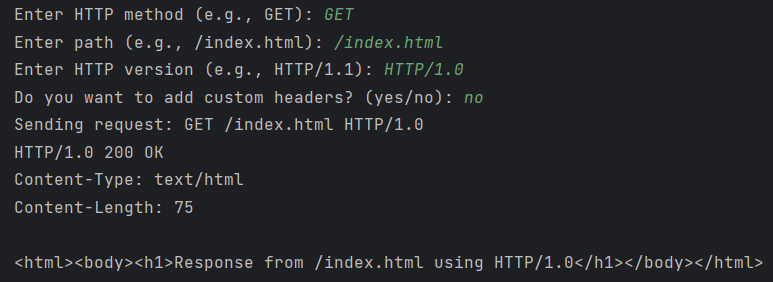 Enter HTTP method (e.g., GET): GET
Enter path (e.g., /index.html): /index.html
Enter HTTP version (e.g., HTTP/1.1): HTTP/1.0
Do you want to add custom headers? (yes/no): no
Sending request: GET /index.html HTTP/1.0
HTTP/1.0 200 OK
Content-Type: text/html
Content-Length: 75

<html><body><h1>Response from /index.html using HTTP/1.0</h1></body></html>